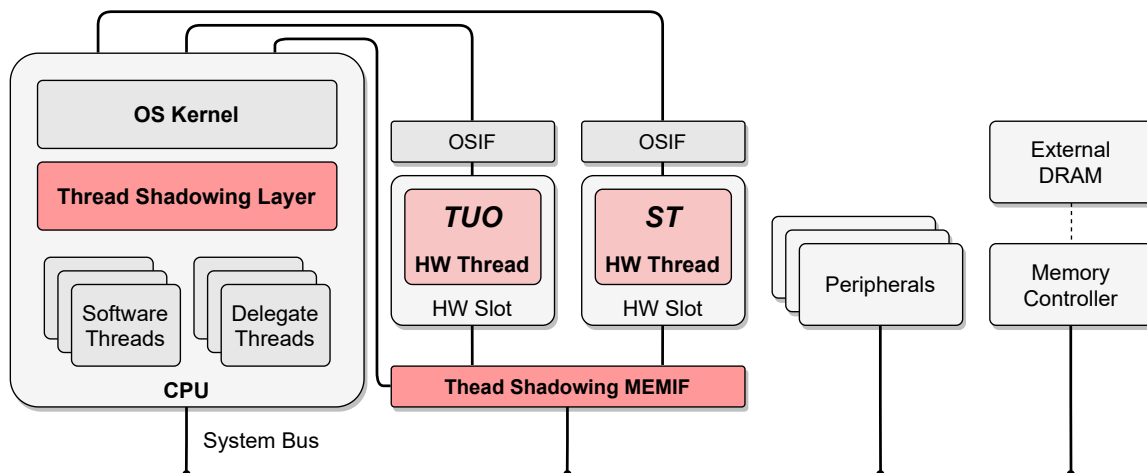 OS Kernel
Thread Shadowing Layer
Software
Threads
Delegate
Threads
CPU
System Bus
OSIF
OSIF
TUO
HW Thread
HW Slot
ST
HW Thread
HW Slot
Thead Shadowing MEMIF
Peripherals
External
DRAM
Memory
Controller